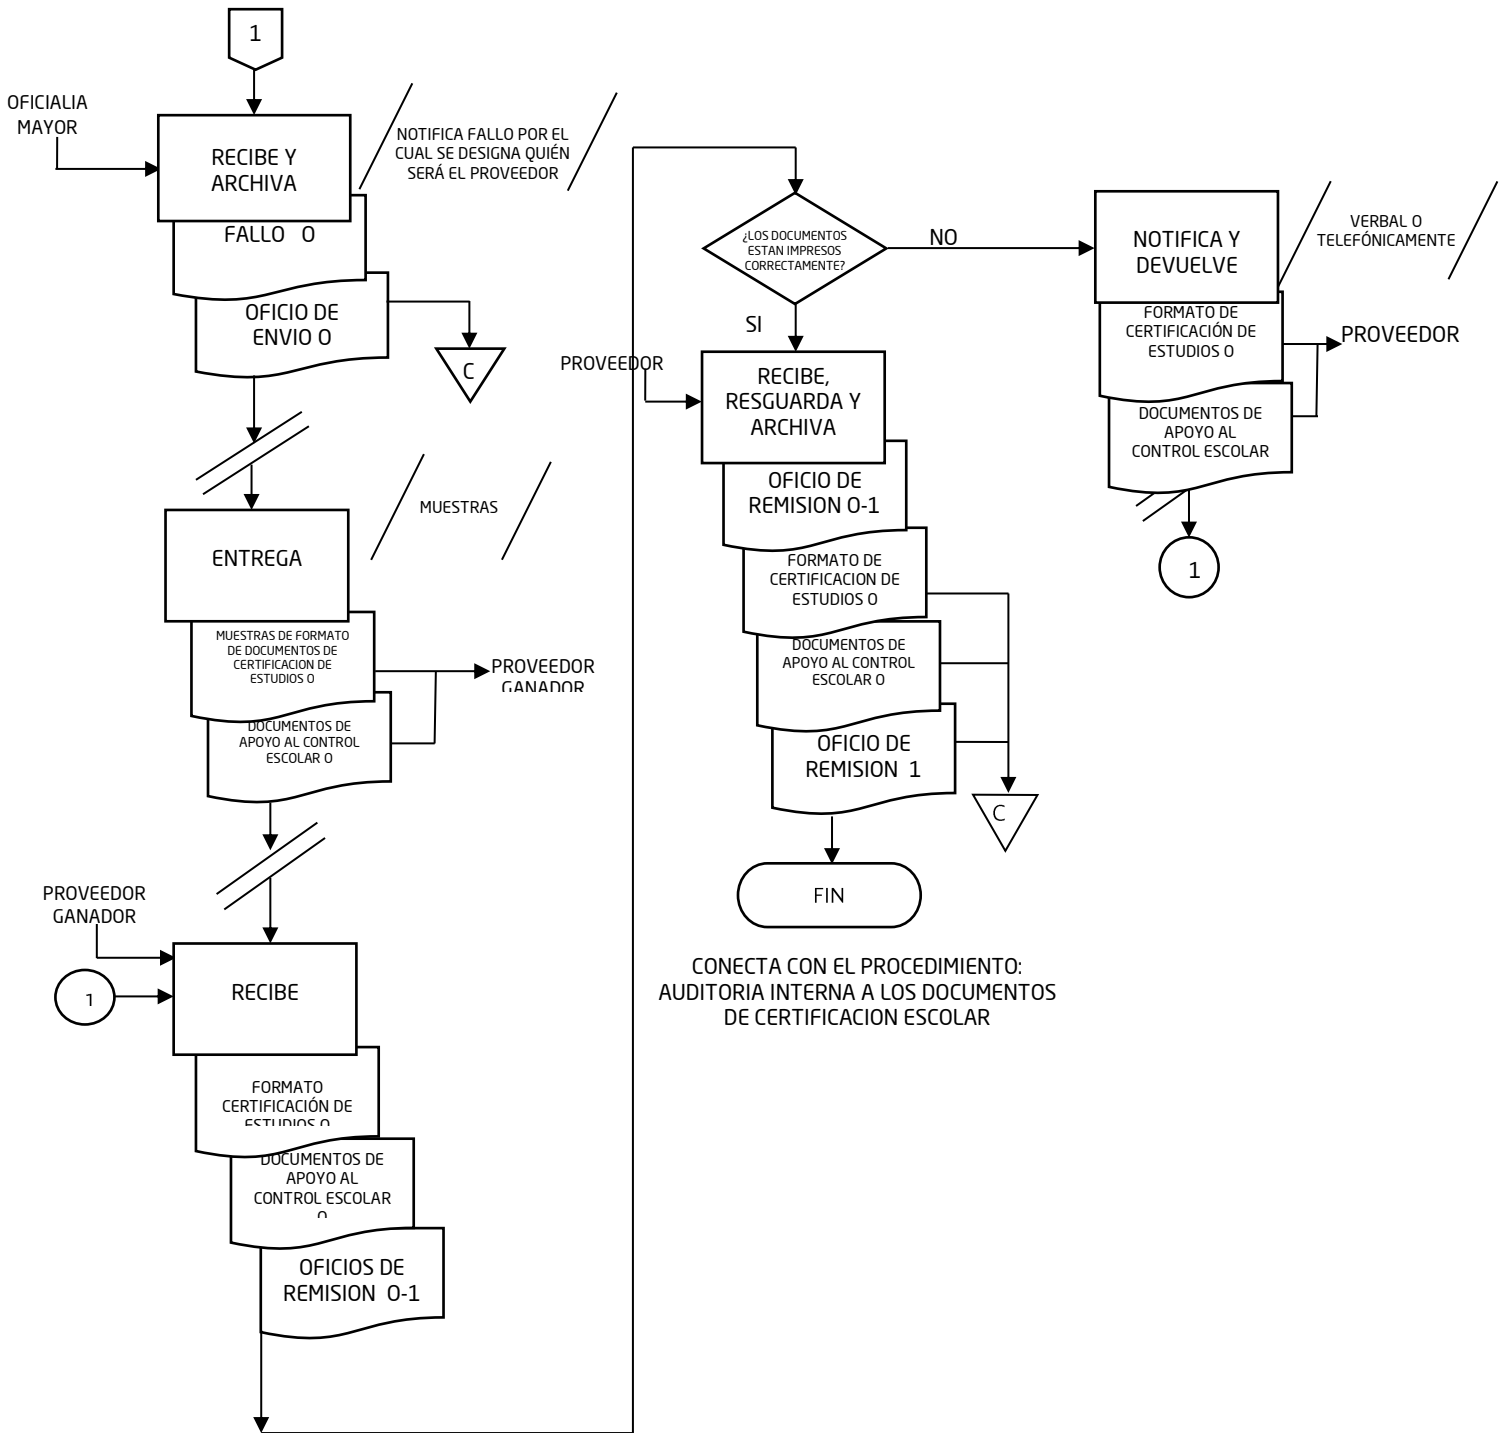 1
OFICIALIA
MAYOR
RECIBE Y
ARCHIVA
NOTIFICA FALLO POR EL
CUAL SE DESIGNA QUIÉN
SERÁ EL PROVEEDOR
FALLO O
OFICIO DE
ENVIO O
C
ENTREGA
MUESTRAS
MUESTRAS DE FORMATO
DE DOCUMENTOS DE
CERTIFICACION DE
ESTUDIOS O
PROVEEDOR
GANADOR
DOCUMENTOS DE
APOYO AL CONTROL
ESCOLAR O
PROVEEDOR
GANADOR
1
RECIBE
FORMATO
CERTIFICACIÓN DE
ESTUDIOS O
DOCUMENTOS DE
APOYO AL
CONTROL ESCOLAR
O
OFICIOS DE
REMISION O-1
¿LOS DOCUMENTOS
ESTAN IMPRESOS
CORRECTAMENTE?
NO
SI
PROVEEDOR
RECIBE,
RESGUARDA Y
ARCHIVA
OFICIO DE
REMISION O-1
FORMATO DE
CERTIFICACION DE
ESTUDIOS O
DOCUMENTOS DE
APOYO AL CONTROL
ESCOLAR O
OFICIO DE
REMISION 1
C
FIN
CONECTA CON EL PROCEDIMIENTO:
AUDITORIA INTERNA A LOS DOCUMENTOS
DE CERTIFICACION ESCOLAR
NOTIFICA Y
DEVUELVE
VERBAL O
TELEFÓNICAMENTE
FORMATO DE
CERTIFICACIÓN DE
ESTUDIOS O
PROVEEDOR
DOCUMENTOS DE
APOYO AL
CONTROL ESCOLAR
1